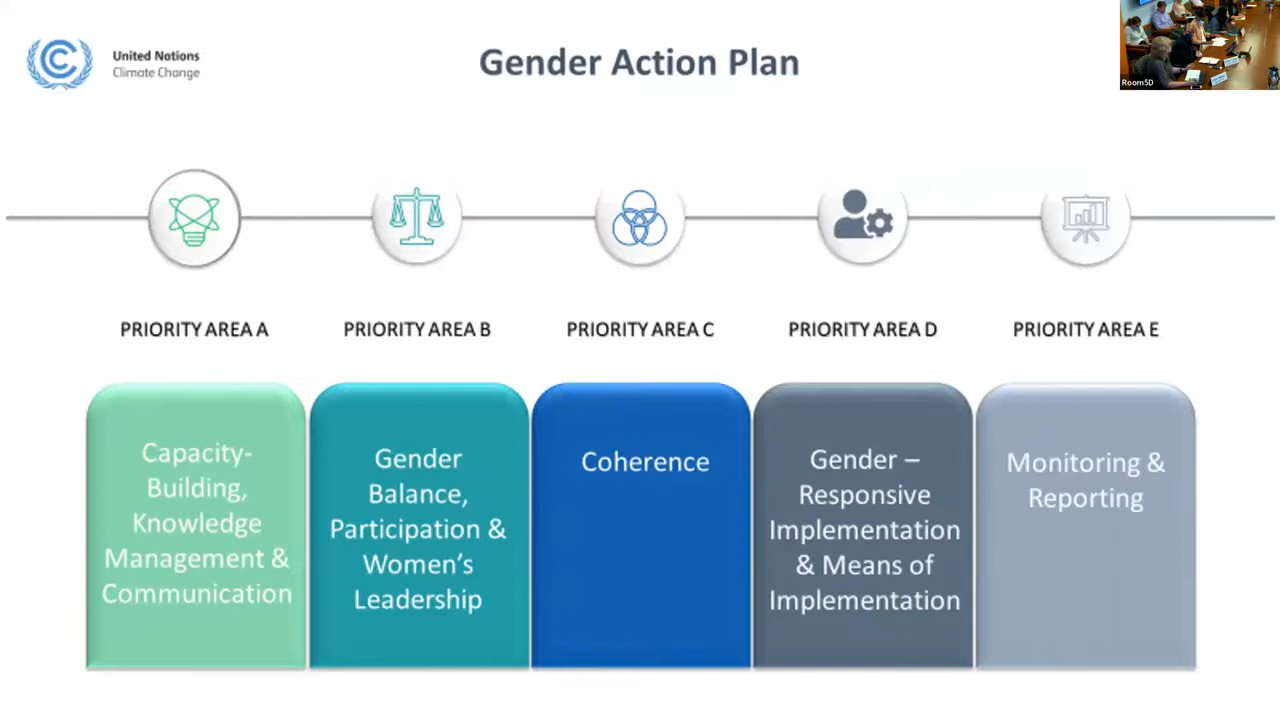 United Nations
Climate Change
Gender Action Plan
Room5D
PRIORITY AREA A
PRIORITY AREA B
PRIORITY AREA C
PRIORITY AREA D
PRIORITY AREA E
Capacity-
Building,
Knowledge
Management &
Communication
Gender
Balance,
Participation &
Women’s
Leadership
Coherence
Gender –
Responsive
Implementation
& Means of
Implementation
Monitoring &
Reporting